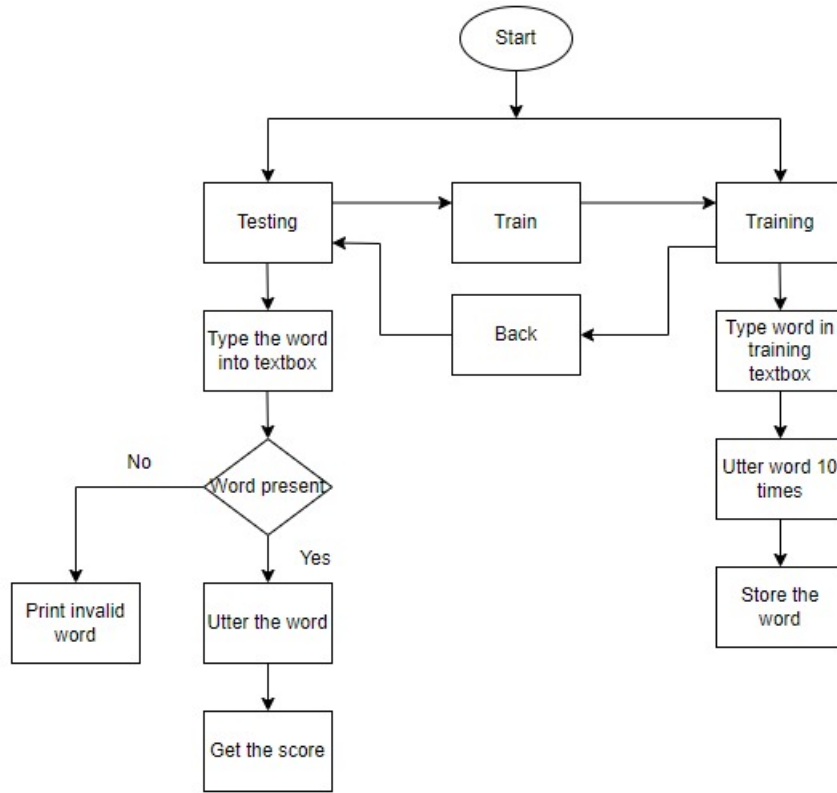 Start
Testing
Train
Training
Type the word
into textbox
Back
Type word in
training
textbox
No
Word present
Utter word 10
times
Yes
Print invalid
word
Utter the word
Store the
word
Get the score